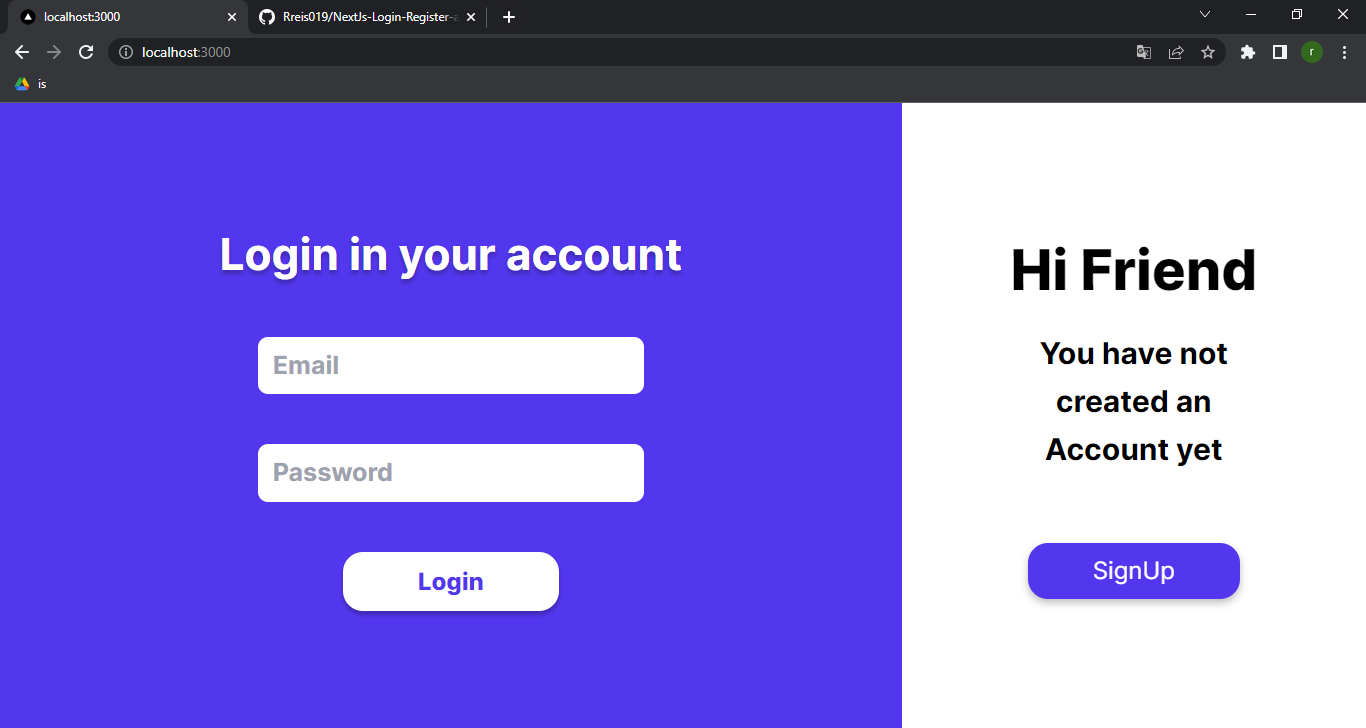 localhost:3000
Rreis019/NextJs-Login-Register-a
localhost:3000
r
is
Login in your account
Email
Password
Login
Hi Friend
You have not
created an
Account yet
SignUp